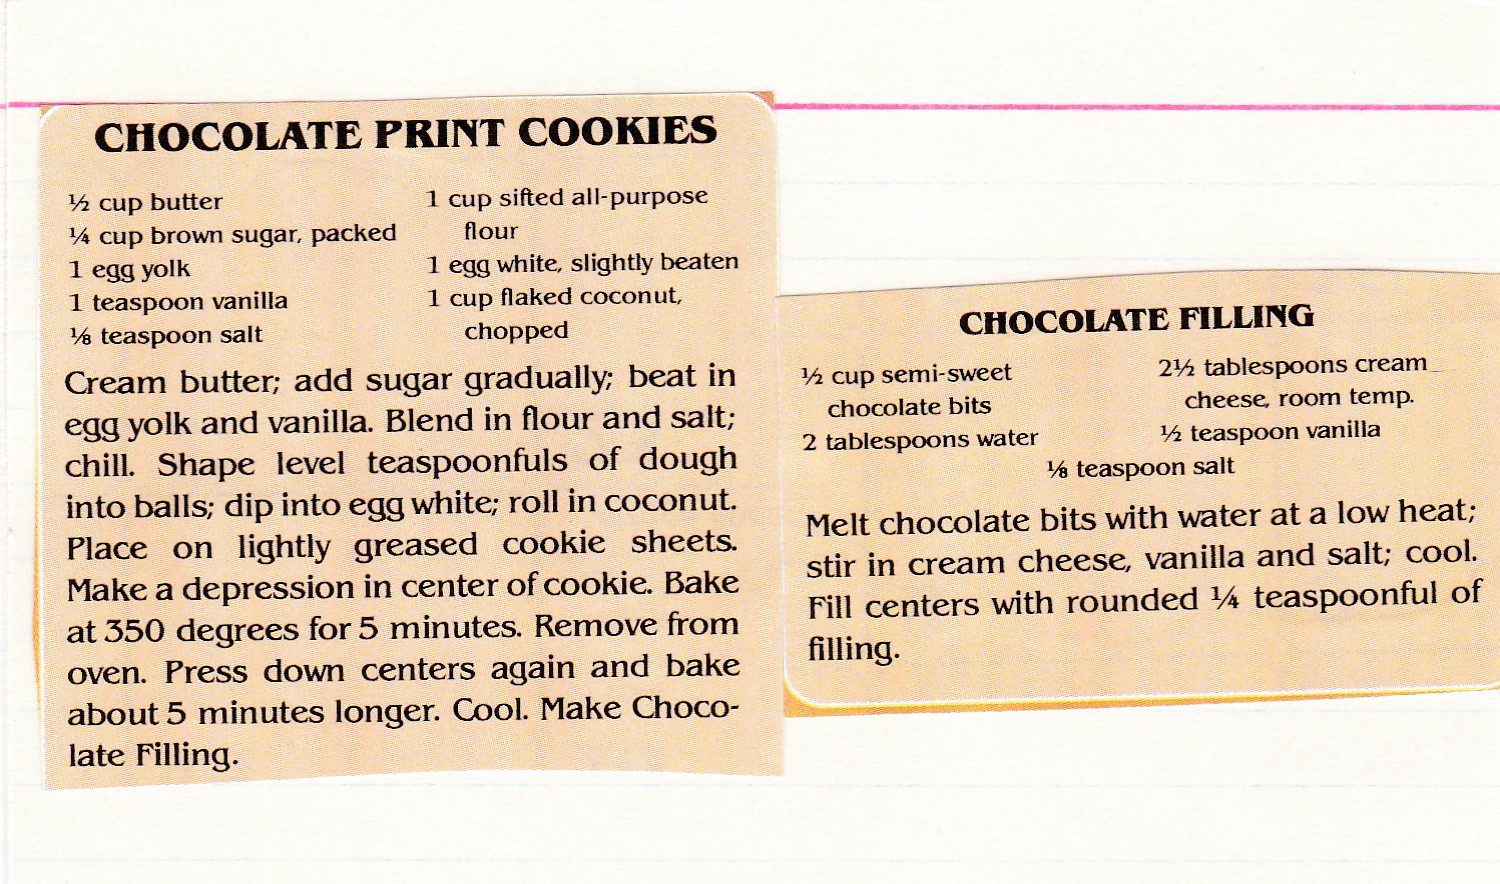 CHOCOLATE PRINT COOKIES
½ cup butter
¼ cup brown sugar, packed
1 egg yolk
1 teaspoon vanilla
⅛ teaspoon salt
1 cup sifted all-purpose
flour
1 egg white, slightly beaten
1 cup flaked coconut,
chopped
Cream butter; add sugar gradually; beat in
egg yolk and vanilla. Blend in flour and salt;
chill. Shape level teaspoonfuls of dough
into balls; dip into egg white; roll in coconut.
Place on lightly greased cookie sheets.
Make a depression in center of cookie. Bake
at 350 degrees for 5 minutes. Remove from
oven. Press down centers again and bake
about 5 minutes longer. Cool. Make Choco-
late Filling.
CHOCOLATE FILLING
½ cup semi-sweet
chocolate bits
2 tablespoons water
2½ tablespoons cream
cheese, room temp.
½ teaspoon vanilla
⅛ teaspoon salt
Melt chocolate bits with water at a low heat;
stir in cream cheese, vanilla and salt; cool.
Fill centers with rounded ¼ teaspoonful of
filling.